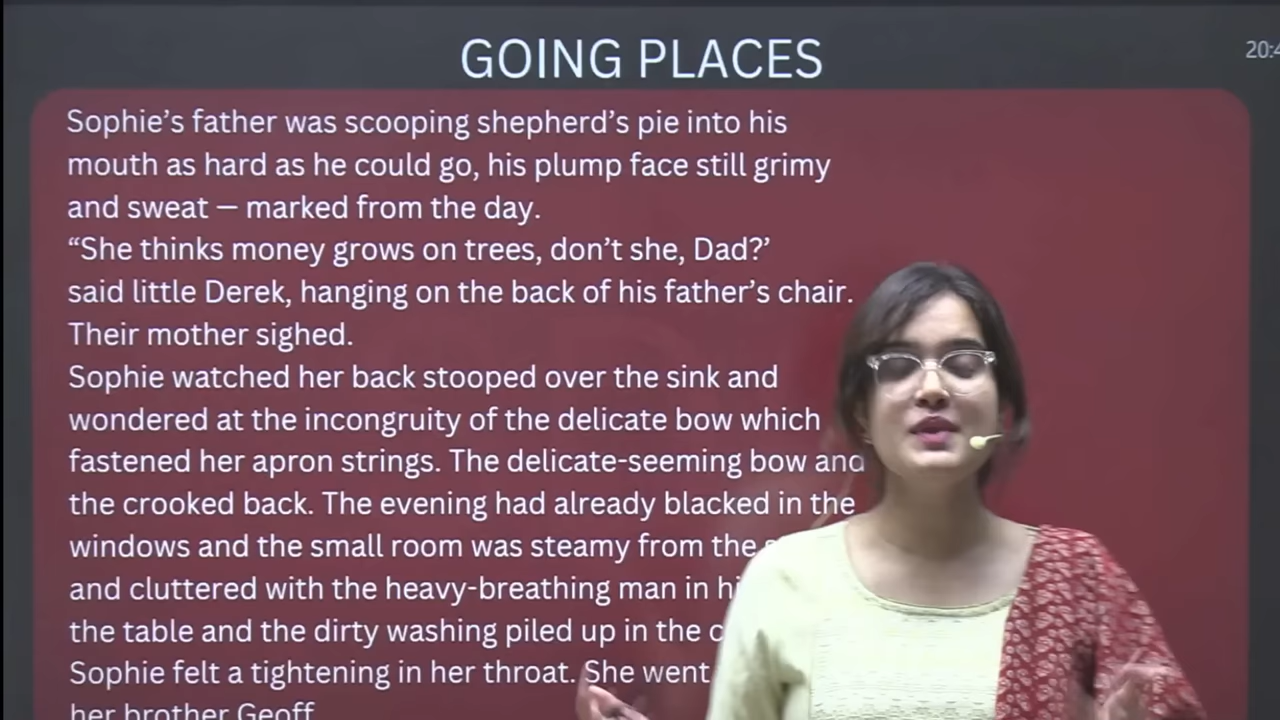 GOING PLACES
20:4
Sophie’s father was scooping shepherd’s pie into his
mouth as hard as he could go, his plump face still grimy
and sweat – marked from the day.
“She thinks money grows on trees, don’t she, Dad?’
said little Derek, hanging on the back of his father’s chair.
Their mother sighed.
Sophie watched her back stooped over the sink and
wondered at the incongruity of the delicate bow which
fastened her apron strings. The delicate-seeming bow and
the crooked back. The evening had already blacked in the
windows and the small room was steamy from the
and cluttered with the heavy-breathing man in
the table and the dirty washing piled up in the
Sophie felt a tightening in her throat. She went
her brother Geoff